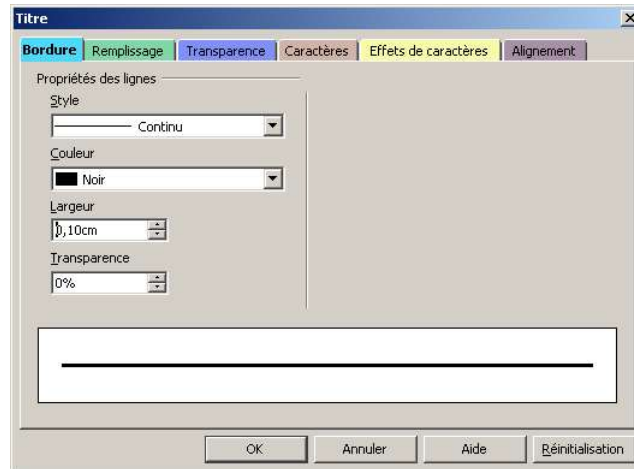 Titre
Bordure Remplissage Transparence Caractères Effets de caractères Alignement
Propriétés des lignes
Style
Continu
Couleur
Noir
Largeur
0,10cm
Transparence
0%
OK Annuler Aide Réinitialisation